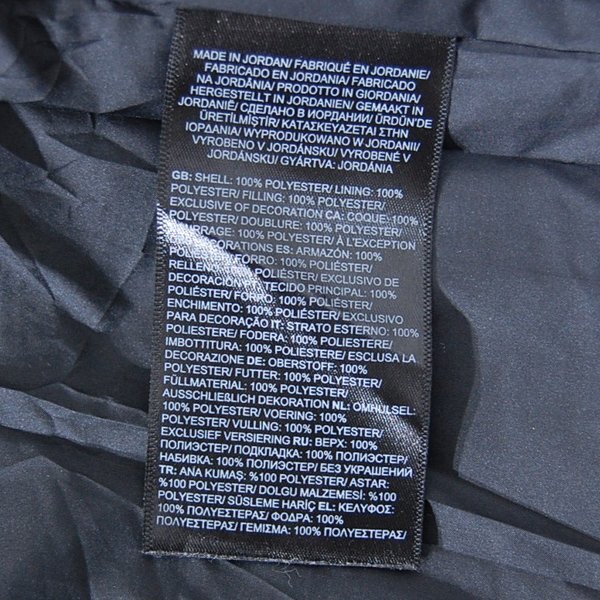 MADE IN JORDAN/ FABRIQUÉ EN JORDANIE/
FABRICADO EN JORDANIA/ FABRICADO
NA JORDÂNIA/ PRODOTTO IN GIORDANIA/
HERGESTELLT IN JORDANIEN/ GEMAAKT IN
JORDANIË/ СДЕЛАНО В ИОРДАНИИ/ ÜRDÜN'DE
ÜRETİLMİŞTİR/ ΚΑΤΑΣΚΕΥΑΖΕΤΑΙ ΣΤΗΝ
ΙΟΡΔΑΝΙΑ/ WYPRODUKOWANO W JORDANII/
VYROBENO V JORDÁNSKU/ VYROBENÉ V
JORDÁNSKU/ GYÁRTVA: JORDÁNIA
GB: SHELL: 100% POLYESTER/ LINING: 100%
POLYESTER/ FILLING: 100% POLYESTER/
EXCLUSIVE OF DECORATION CA: COQUE: 100%
POLYESTER/ DOUBLURE: 100% POLYESTER/
100% POLYESTER/ À L'EXCEPTION
DECORATIONS ES: ARMAZÓN: 100%
FORRO: 100% POLIÉSTER/
100% POLIÉSTER/ EXCLUSIVO DE
DECORACIÓN TECIDO PRINCIPAL: 100%
POLIÉSTER/ FORRO: 100% POLIÉSTER/
ENCHIMENTO: 100% POLIÉSTER/ EXCLUSIVO
PARA DECORAÇÃO IT: STRATO ESTERNO: 100%
POLIESTERE/ FODERA: 100% POLIESTERE/
IMBOTTITURA: 100% POLIESTERE/ ESCLUSA LA
DECORAZIONE DE: OBERSTOFF: 100%
POLYESTER/ FUTTER: 100% POLYESTER/
FÜLLMATERIAL: 100% POLYESTER/
AUSSCHLIEßLICH DEKORATION NL: OMHULSEL:
100% POLYESTER/ VOERING: 100%
POLYESTER/ VULLING: 100% POLYESTER/
EXCLUSIEF VERSIERING RU: ВЕРХ: 100%
ПОЛИЭСТЕР/ ПОДКЛАДКА: 100% ПОЛИЭСТЕР/
НАБИВКА: 100% ПОЛИЭСТЕР/ БЕЗ УКРАШЕНИЙ
TR: ANA KUMAŞ: %100 POLYESTER/ ASTAR:
%100 POLYESTER/ DOLGU MALZEMESİ: %100
POLYESTER/ SÜSLEME HARİÇ EL: ΚΕΛΥΦΟΣ:
100% ΠΟΛΥΕΣΤΕΡΑΣ/ ΦΟΔΡΑ: 100%
ΠΟΛΥΕΣΤΕΡΑΣ/ ΓΕΜΙΣΜΑ: 100% ΠΟΛΥΕΣΤΕΡΑΣ/